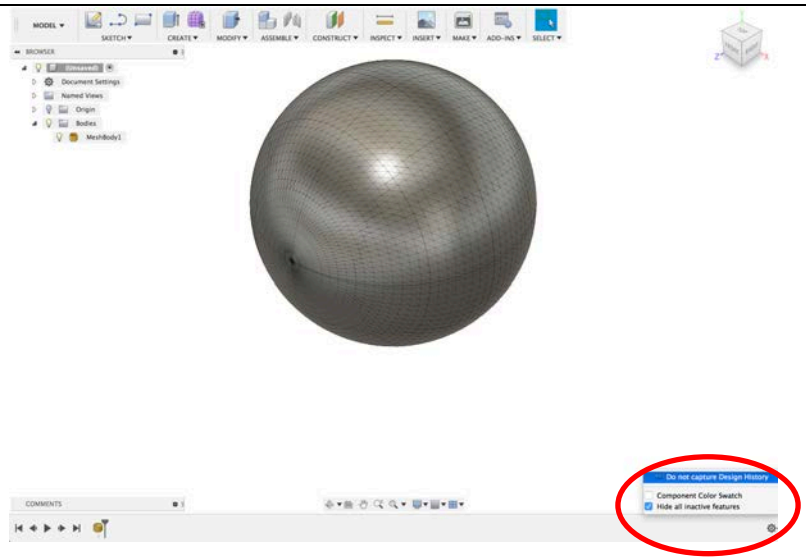 MODEL ▾
SKETCH ▾ CREATE ▾ MODIFY ▾ ASSEMBLE ▾ CONSTRUCT ▾ INSPECT ▾ INSERT ▾ MAKE ▾ ADD-INS ▾ SELECT ▾
BROWSER
(Unsaved)
Document Settings
Named Views
Origin
Bodies
MeshBody1
Z
X
Do not capture Design History
Component Color Swatch
Hide all inactive features
COMMENTS